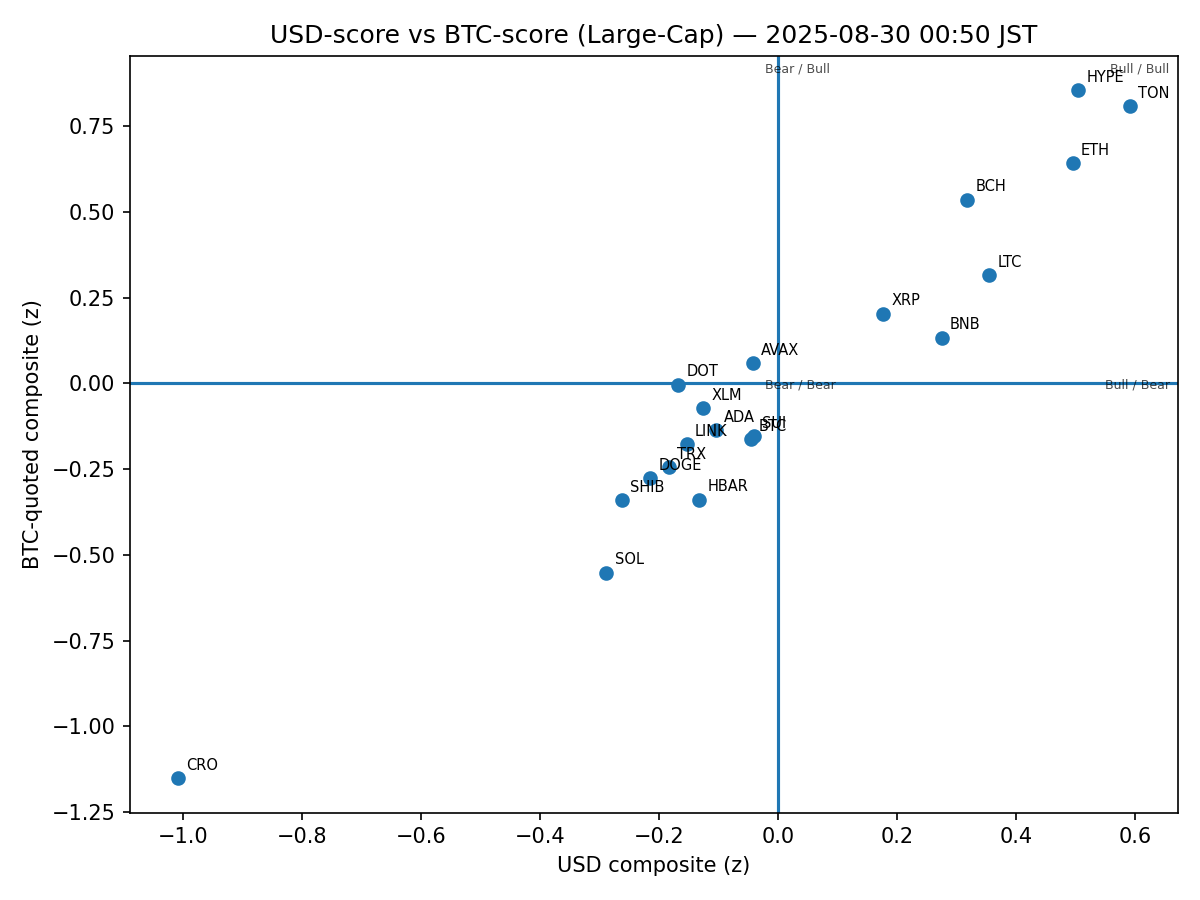 USD-score vs BTC-score (Large-Cap) — 2025-08-30 00:50 JST
Bear / Bull
Bull / Bull
HYPE
TON
ETH
BCH
LTC
XRP
BNB
AVAX
DOT
Bear / Bear
Bull / Bear
XLM
ADA
SUI
BTC
LINK
TRX
DOGE
SHIB
HBAR
SOL
CRO
0.75
0.50
0.25
0.00
−0.25
−0.50
−0.75
−1.00
−1.25
BTC-quoted composite (z)
−1.0
−0.8
−0.6
−0.4
−0.2
0.0
0.2
0.4
0.6
USD composite (z)